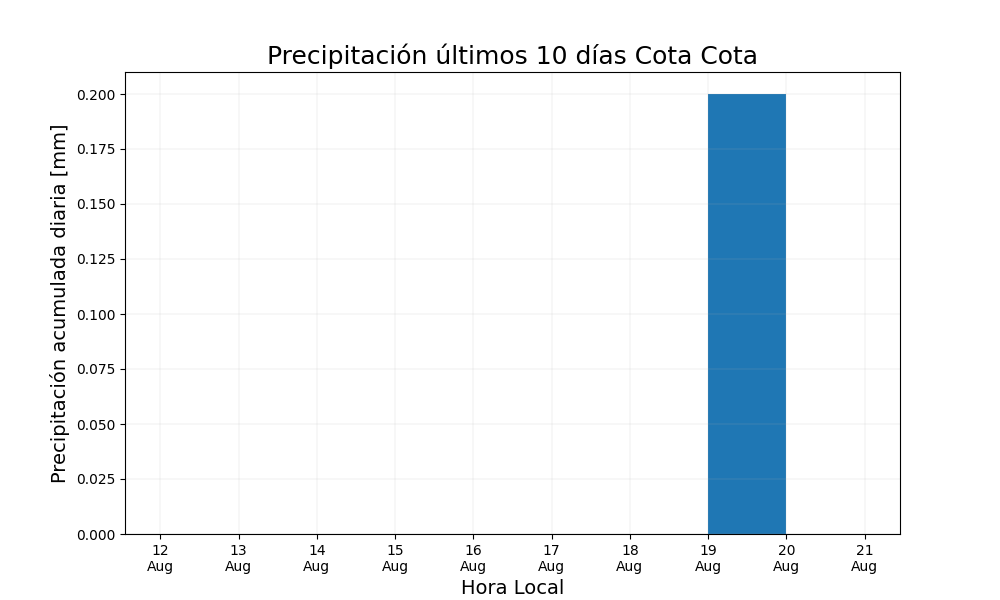 Precipitación últimos 10 días Cota Cota
Precipitación acumulada diaria [mm]
0.200
0.175
0.150
0.125
0.100
0.075
0.050
0.025
0.000
12 13 14 15 16 17 18 19 20 21
Aug Aug Aug Aug Aug Aug Aug Aug Aug Aug
Hora Local